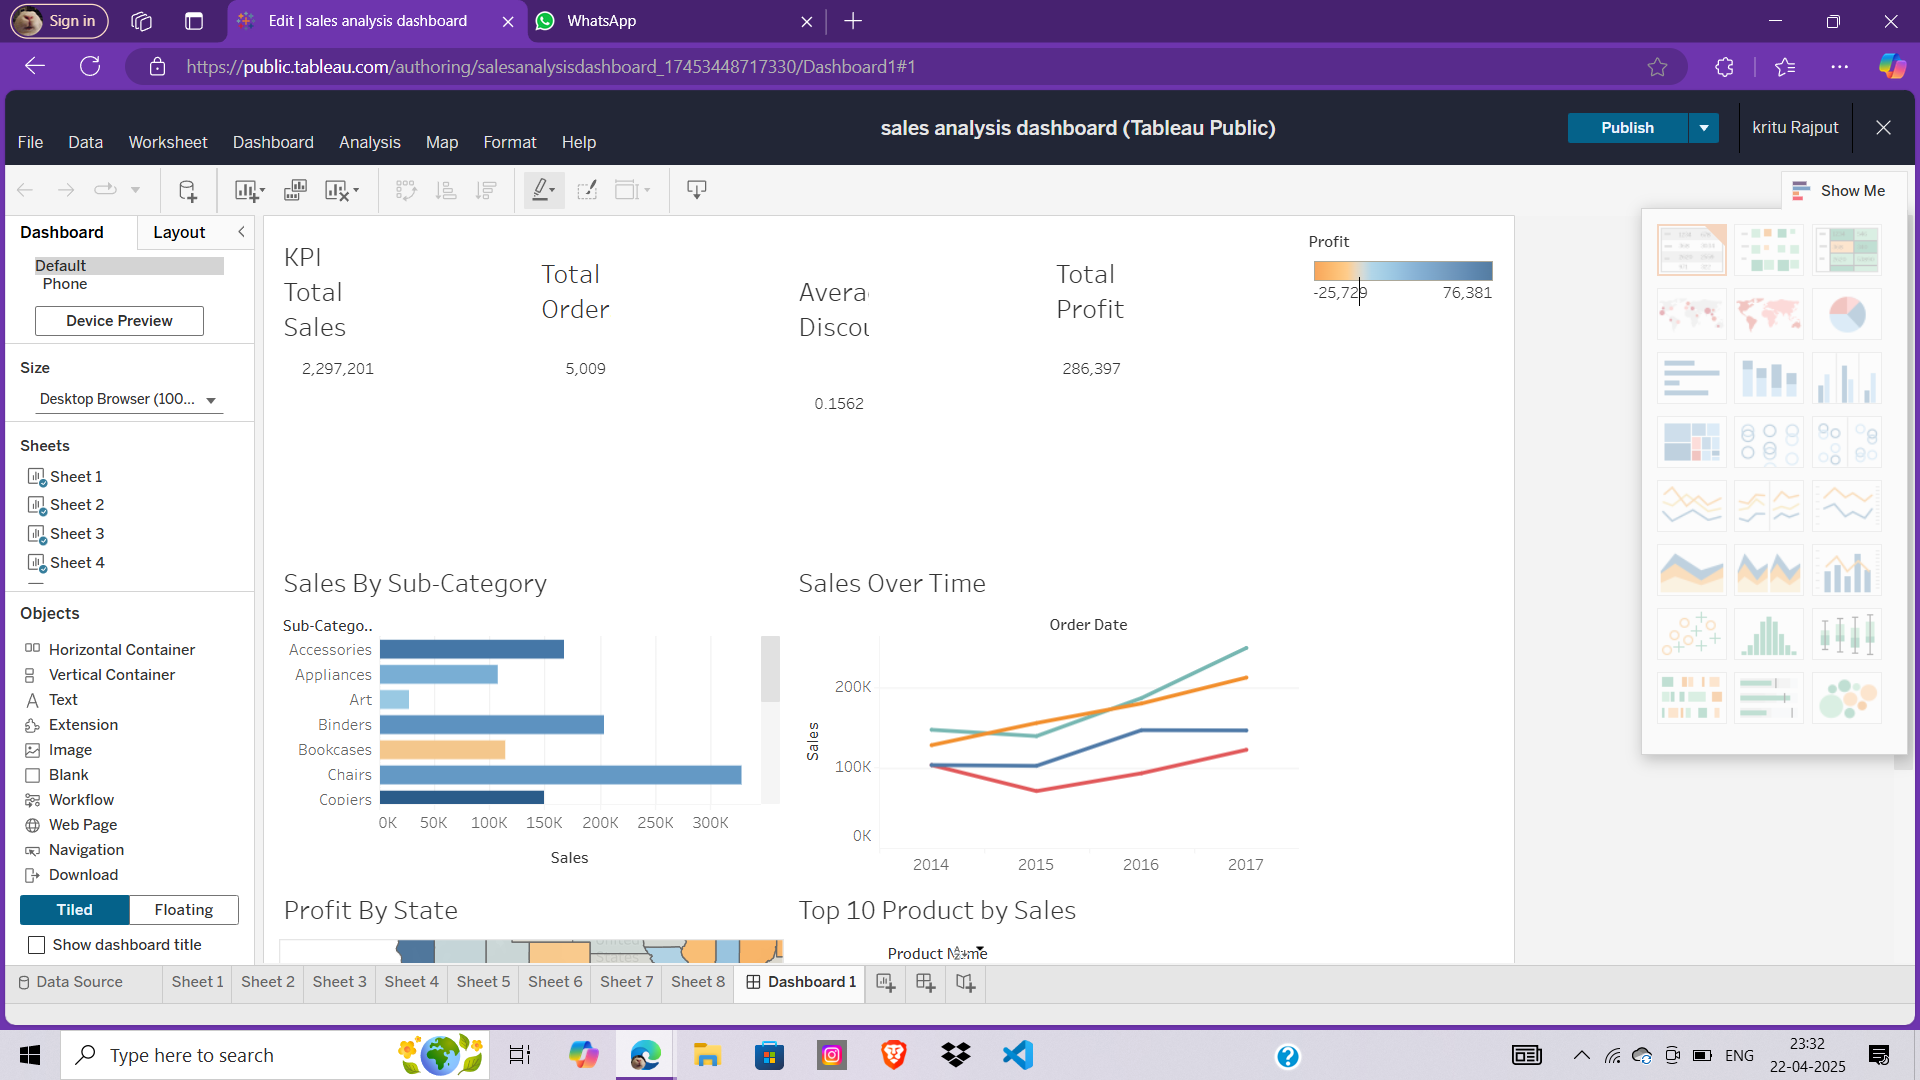 Sign in
Edit | sales analysis dashboard
WhatsApp
https://public.tableau.com/authoring/salesanalysisdashboard_17453448717330/Dashboard1#1
File Data Worksheet Dashboard Analysis Map Format Help
sales analysis dashboard (Tableau Public)
Publish
kritu Rajput
Show Me
Dashboard
Layout
Default
Phone
Device Preview
Size
Desktop Browser (100...
Sheets
Sheet 1
Sheet 2
Sheet 3
Sheet 4
Objects
Horizontal Container
Vertical Container
Text
Extension
Image
Blank
Workflow
Web Page
Navigation
Download
Tiled
Floating
Show dashboard title
KPI
Total
Sales
2,297,201
Total
Order
5,009
Avera
Discou
0.1562
Total
Profit
286,397
Profit
-25,729
76,381
Sales By Sub-Category
Sub-Catego..
Accessories
Appliances
Art
Binders
Bookcases
Chairs
Copiers
0K 50K 100K 150K 200K 250K 300K
Sales
Sales Over Time
Order Date
Sales
200K
100K
0K
2014 2015 2016 2017
Profit By State
United
States
Top 10 Product by Sales
Product Name
Data Source
Sheet 1
Sheet 2
Sheet 3
Sheet 4
Sheet 5
Sheet 6
Sheet 7
Sheet 8
Dashboard 1
Type here to search
ENG
23:32
22-04-2025